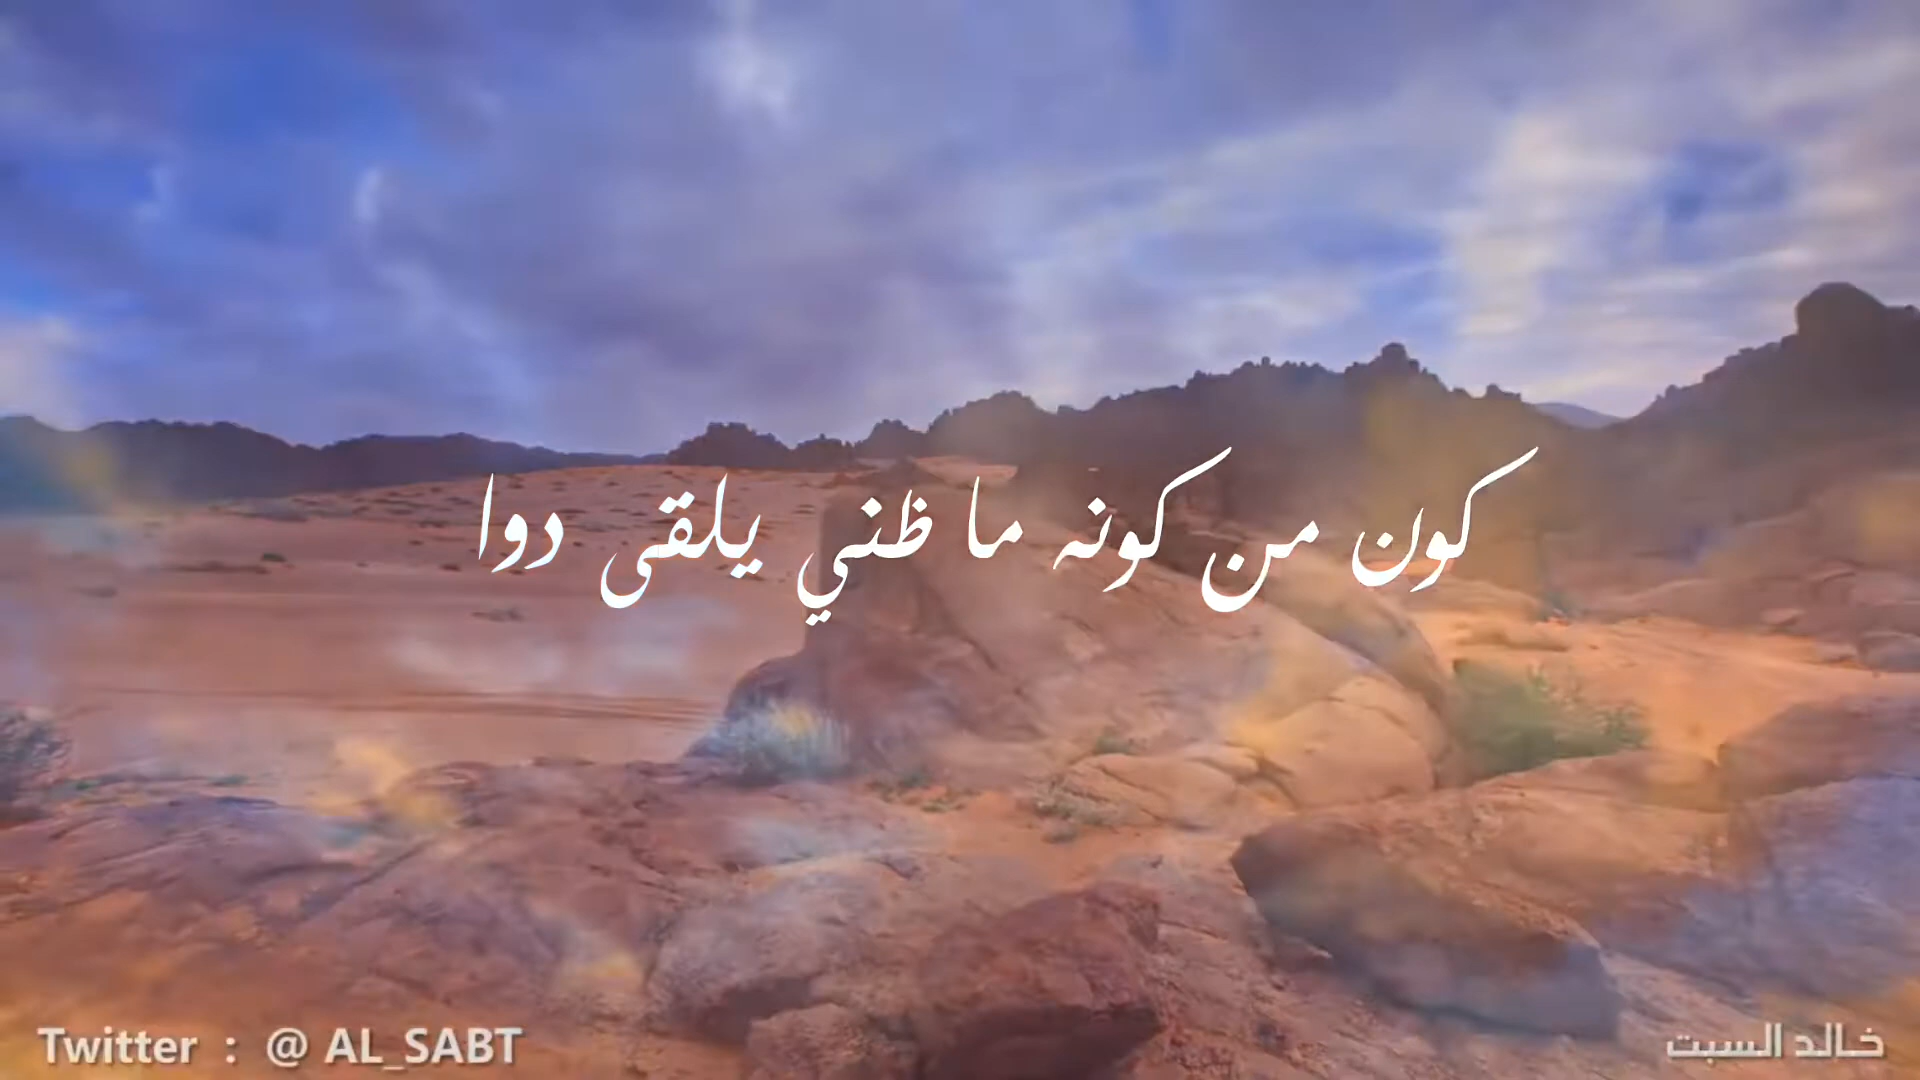 كون من كونه ما ظني يلقى دوا
Twitter : @ AL_SABT
خالد السبت